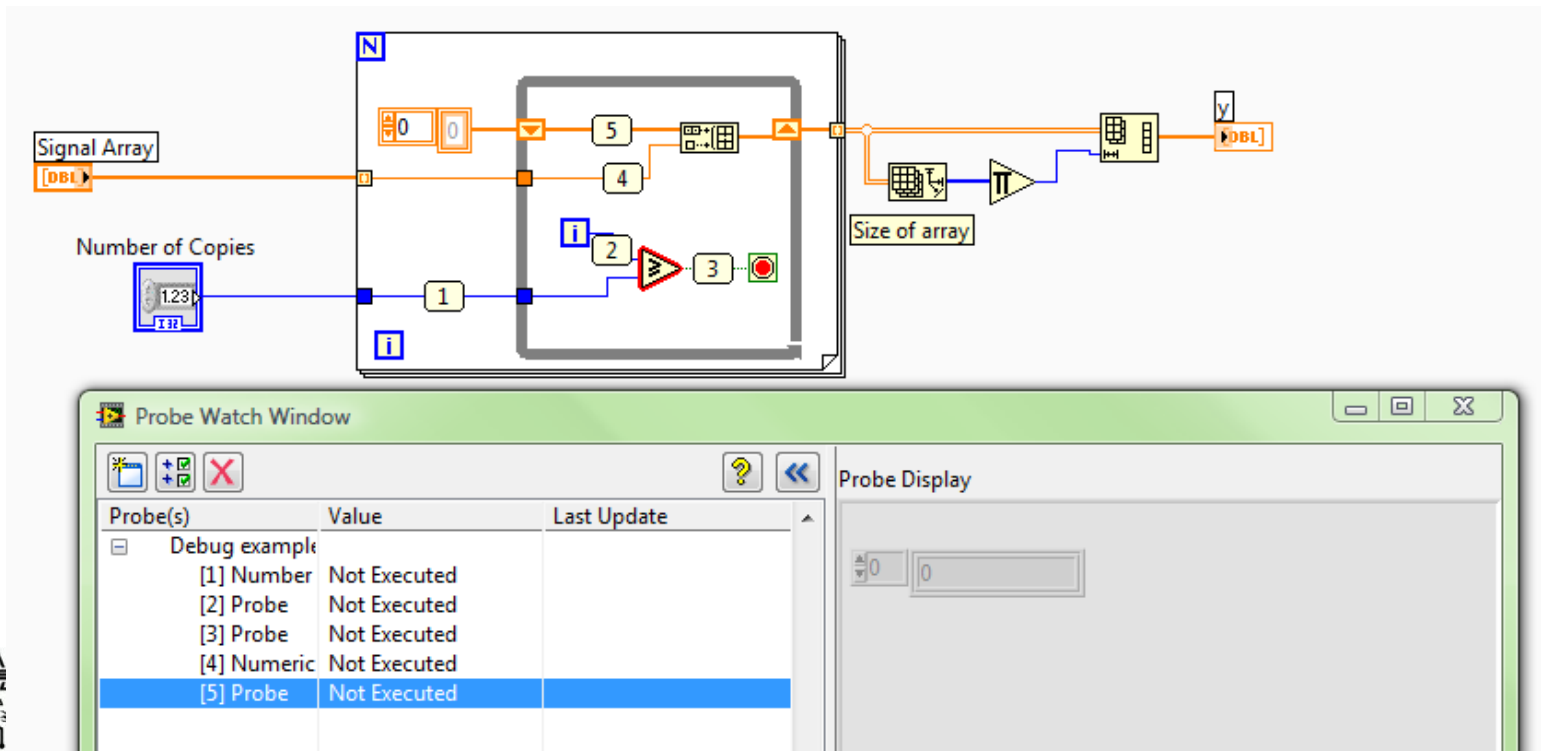 N
0 0
5
Signal Array
[DBL]
4
y
DBL]
Size of array
Number of Copies
i
2
3
1.23
I32
1
i
Probe Watch Window
Probe Display
Probe(s) Value Last Update
Debug example
[1] Number Not Executed
[2] Probe Not Executed
[3] Probe Not Executed
[4] Numeric Not Executed
[5] Probe Not Executed
0 0